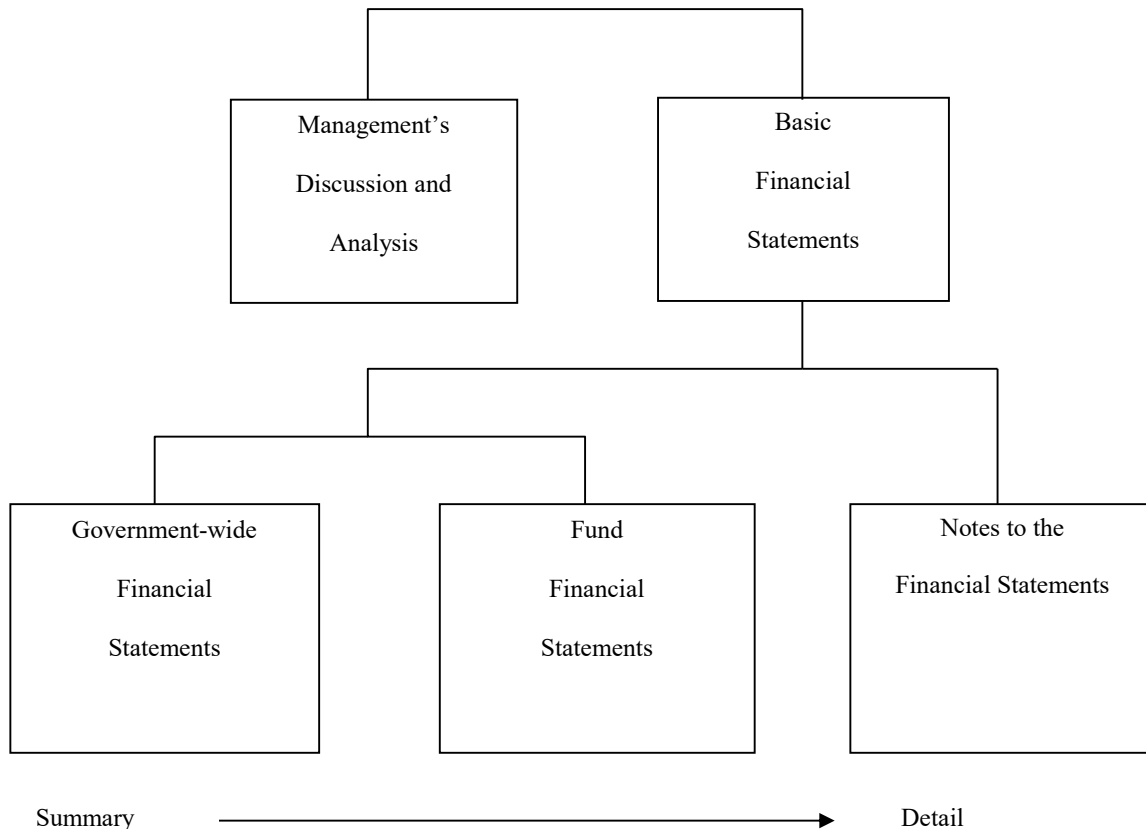 Management’s
Discussion and
Analysis
Basic
Financial
Statements
Government-wide
Financial
Statements
Fund
Financial
Statements
Notes to the
Financial Statements
Summary
Detail